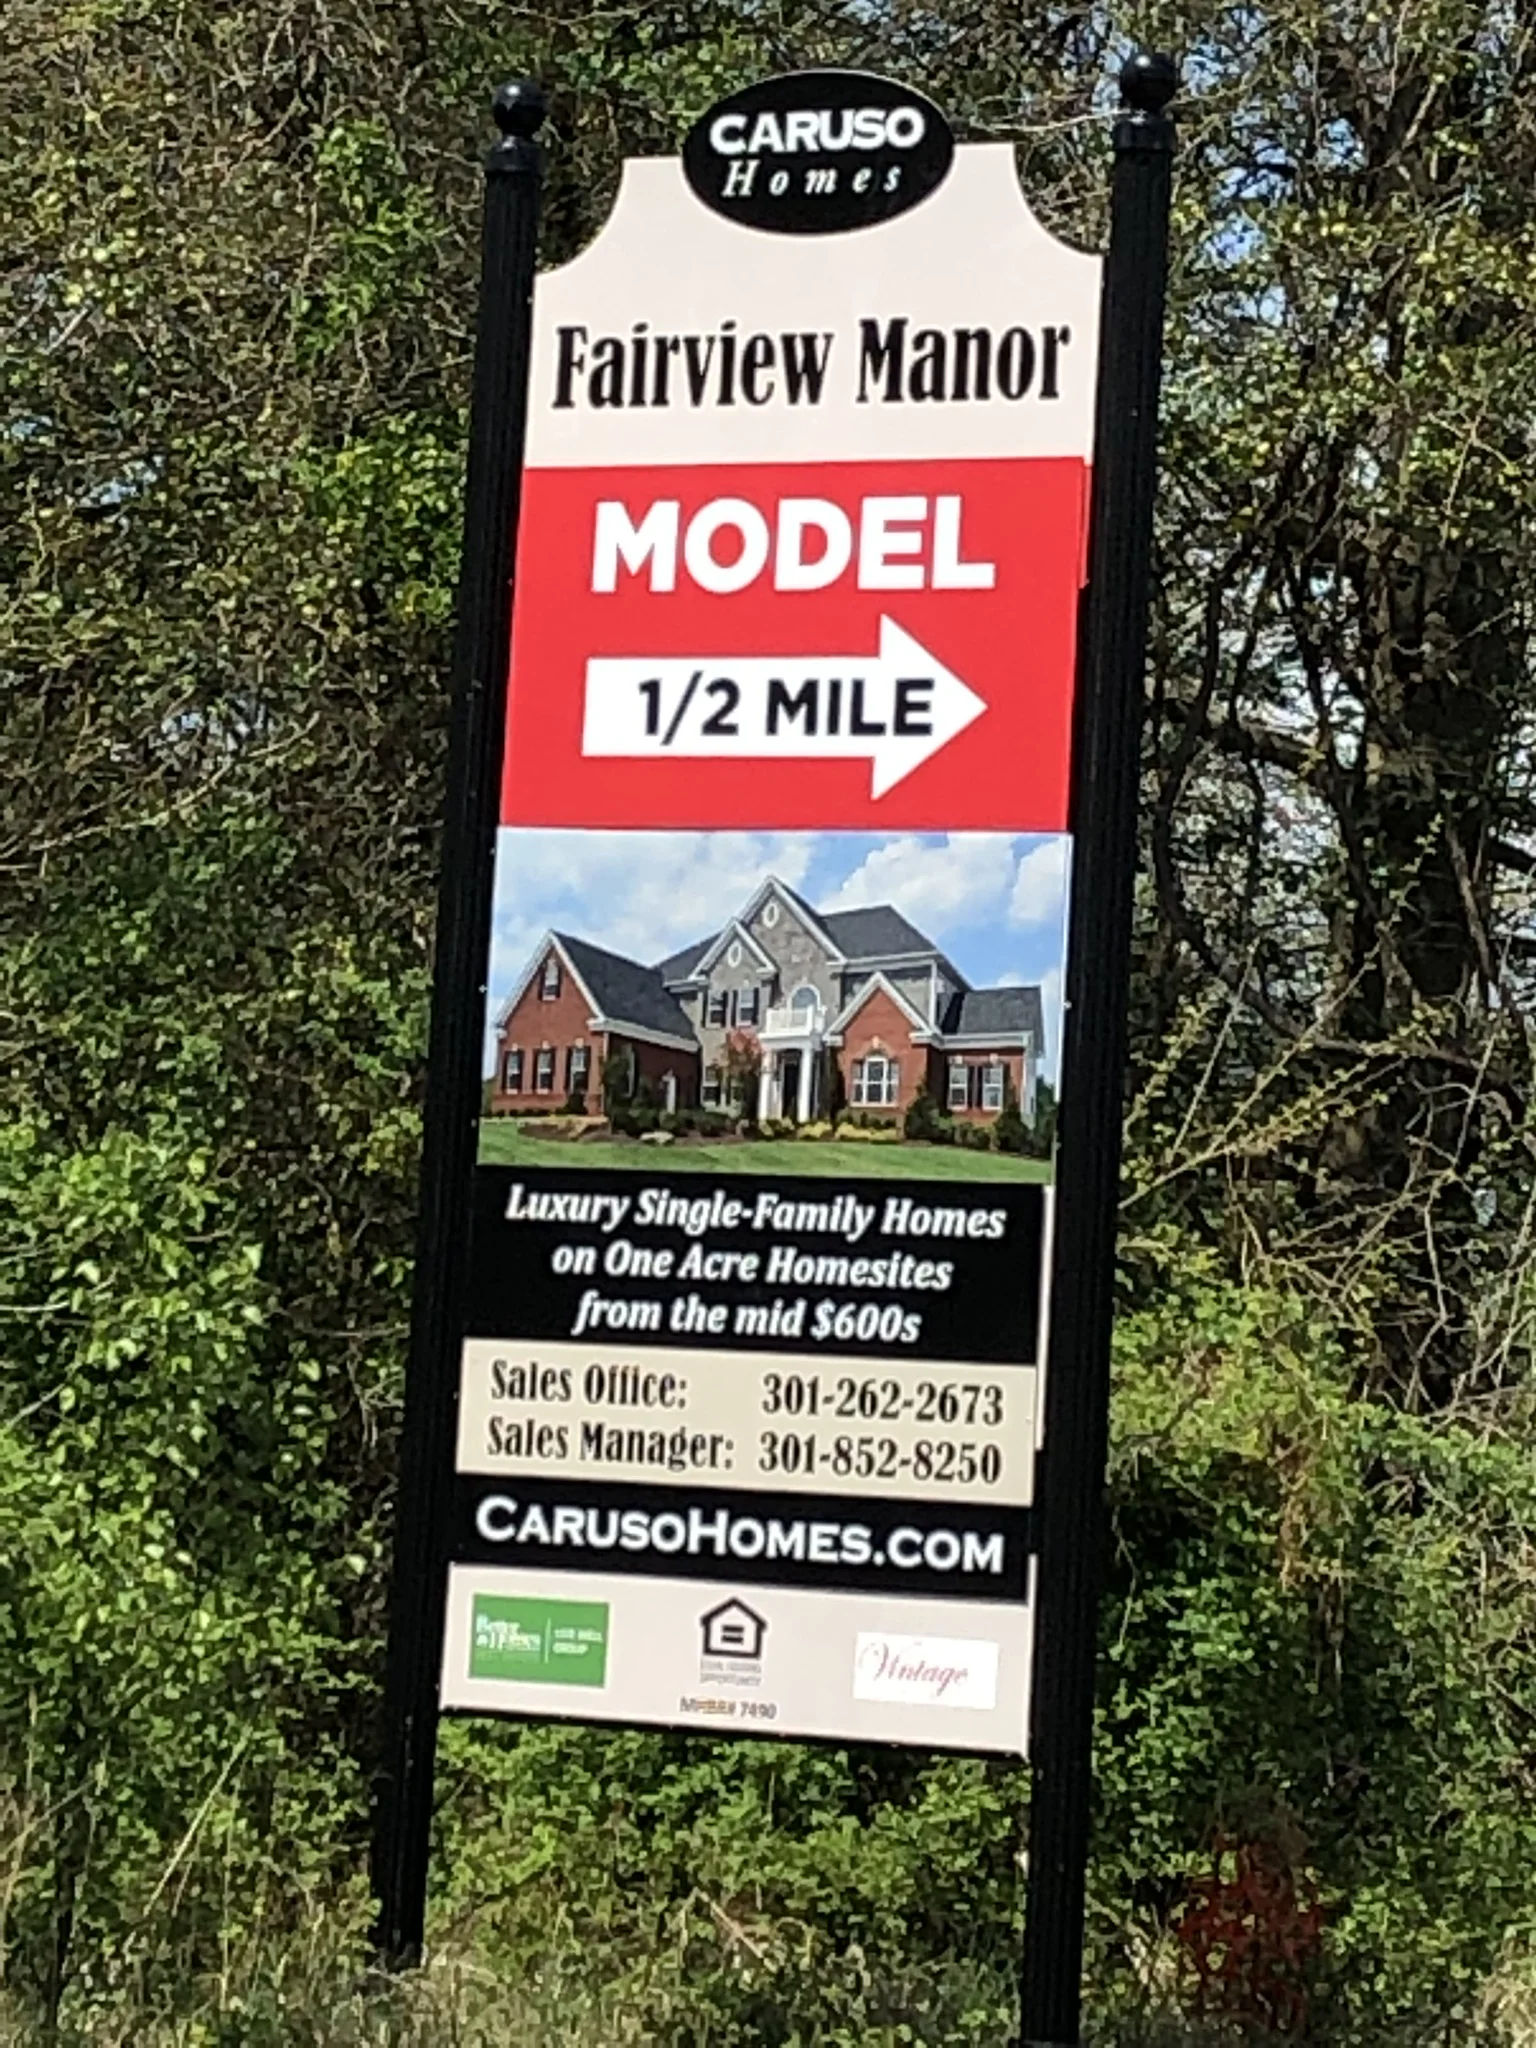 CARUSO
Homes
Fairview Manor
MODEL
1/2 MILE
Luxury Single-Family Homes
on One Acre Homesites
from the mid $600s
Sales Office: 301-262-2673
Sales Manager: 301-852-8250
CARUSOHOMES.COM
Vintage
7490